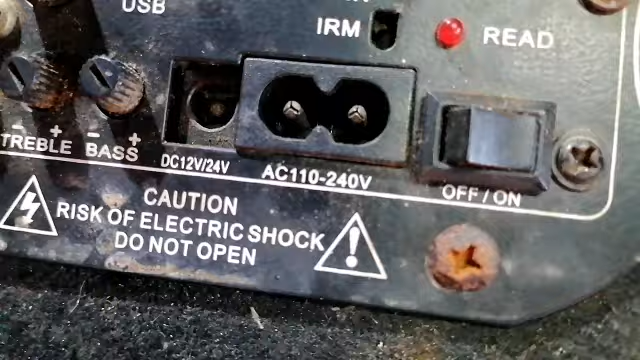 USB
IRM
READ
- +
TREBLE
- +
BASS
DC12V/24V
AC110-240V
OFF / ON
CAUTION
RISK OF ELECTRIC SHOCK
DO NOT OPEN